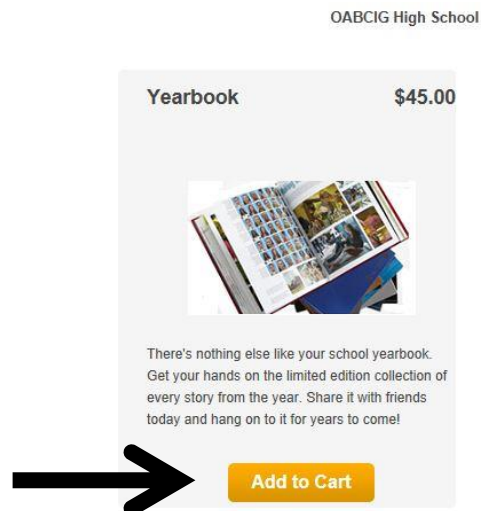 OABCIG High School
Yearbook $45.00
There's nothing else like your school yearbook.
Get your hands on the limited edition collection of
every story from the year. Share it with friends
today and hang on to it for years to come!
Add to Cart